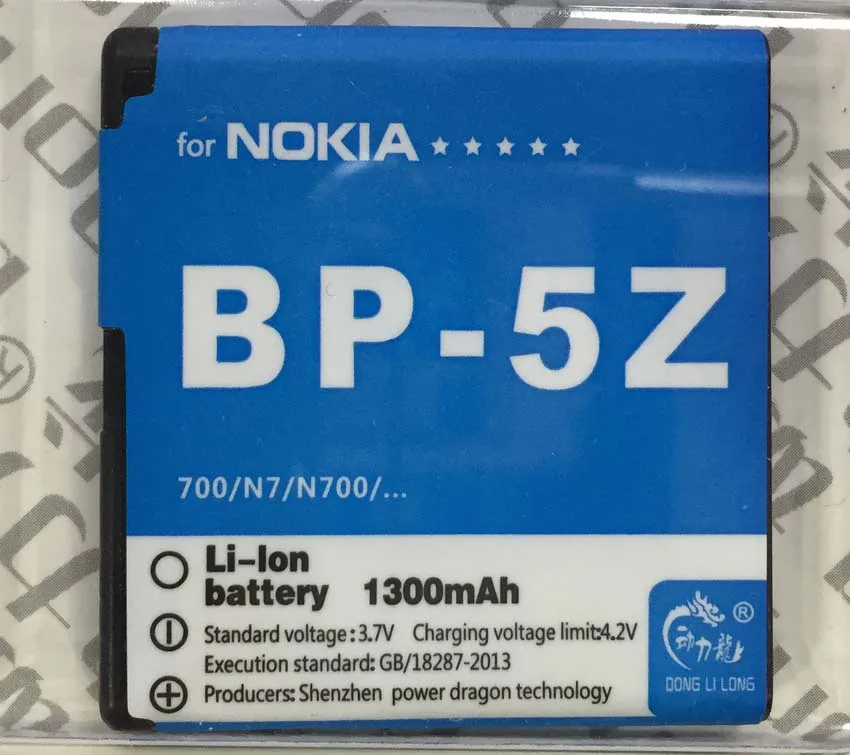 for NOKIA ★★★★★
BP-5Z
700/N7/N700/...
Li-Ion
battery 1300mAh
Standard voltage:3.7V Charging voltage limit:4.2V
Execution standard: GB/18287-2013
Producers: Shenzhen power dragon technology
动力龍 ®
DONG LI LONG